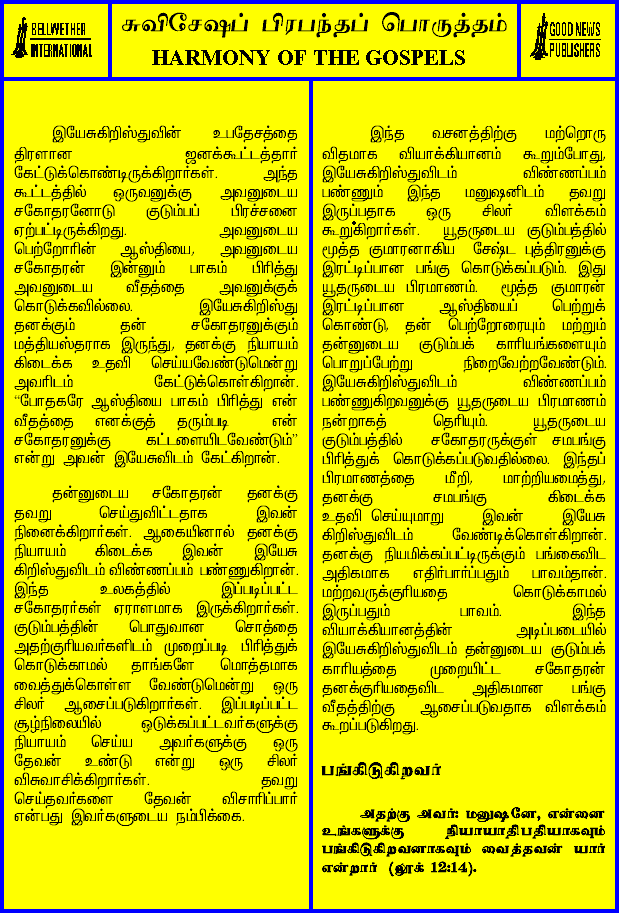 BELLWETHER
INTERNATIONAL
சுவிசேஷப் பிரபந்தப் பொருத்தம்
HARMONY OF THE GOSPELS
GOOD NEWS
PUBLISHERS
இயேசுகிறிஸ்துவின் உபதேசத்தை
திரளான ஜனக்கூட்டத்தார்
கேட்டுக்கொண்டிருக்கிறார்கள். அந்த
கூட்டத்தில் ஒருவனுக்கு அவனுடைய
சகோதரனோடு குடும்பப் பிரச்சனை
ஏற்பட்டிருக்கிறது. அவனுடைய
பெற்றோரின் ஆஸ்தியை, அவனுடைய
சகோதரன் இன்னும் பாகம் பிரித்து
அவனுடைய வீதத்தை அவனுக்குக்
கொடுக்கவில்லை. இயேசுகிறிஸ்து
தனக்கும் தன் சகோதரனுக்கும்
மத்தியஸ்தராக இருந்து, தனக்கு நியாயம்
கிடைக்க உதவி செய்யவேண்டுமென்று
அவரிடம் கேட்டுக்கொள்கிறான்.
“போதகரே ஆஸ்தியை பாகம் பிரித்து என்
வீதத்தை எனக்குத் தரும்படி என்
சகோதரனுக்கு கட்டளையிடவேண்டும்”
என்று அவன் இயேசுவிடம் கேட்கிறான்.
தன்னுடைய சகோதரன் தனக்கு
தவறு செய்துவிட்டதாக இவன்
நினைக்கிறார்கள். ஆகையினால் தனக்கு
நியாயம் கிடைக்க இவன் இயேசு
கிறிஸ்துவிடம் விண்ணப்பம் பண்ணுகிறான்.
இந்த உலகத்தில் இப்படிப்பட்ட
சகோதரர்கள் ஏராளமாக இருக்கிறார்கள்.
குடும்பத்தின் பொதுவான சொத்தை
அதற்குரியவர்களிடம் முறைப்படி பிரித்துக்
கொடுக்காமல் தாங்களே மொத்தமாக
வைத்துக்கொள்ள வேண்டுமென்று ஒரு
சிலர் ஆசைப்படுகிறார்கள். இப்படிப்பட்ட
சூழ்நிலையில் ஒடுக்கப்பட்டவர்களுக்கு
நியாயம் செய்ய அவர்களுக்கு ஒரு
தேவன் உண்டு என்று ஒரு சிலர்
விசுவாசிக்கிறார்கள். தவறு
செய்தவர்களை தேவன் விசாரிப்பார்
என்பது இவர்களுடைய நம்பிக்கை.
இந்த வசனத்திற்கு மற்றொரு
விதமாக வியாக்கியானம் கூறும்போது,
இயேசுகிறிஸ்துவிடம் விண்ணப்பம்
பண்ணும் இந்த மனுஷனிடம் தவறு
இருப்பதாக ஒரு சிலர் விளக்கம்
கூறுகிறார்கள். யூதருடைய குடும்பத்தில்
மூத்த குமாரனாகிய சேஷ்ட புத்திரனுக்கு
இரட்டிப்பான பங்கு கொடுக்கப்படும். இது
யூதருடைய பிரமாணம். மூத்த குமாரன்
இரட்டிப்பான ஆஸ்தியைப் பெற்றுக்
கொண்டு, தன் பெற்றோரையும் மற்றும்
தன்னுடைய குடும்பக் காரியங்களையும்
பொறுப்பேற்று நிறைவேற்றவேண்டும்.
இயேசுகிறிஸ்துவிடம் விண்ணப்பம்
பண்ணுகிறவனுக்கு யூதருடைய பிரமாணம்
நன்றாகத் தெரியும். யூதருடைய
குடும்பத்தில் சகோதரருக்குள் சமபங்கு
பிரித்துக் கொடுக்கப்படுவதில்லை. இந்தப்
பிரமாணத்தை மீறி, மாற்றியமைத்து,
தனக்கு சமபங்கு கிடைக்க
உதவி செய்யுமாறு இவன் இயேசு
கிறிஸ்துவிடம் வேண்டிக்கொள்கிறான்.
தனக்கு நியமிக்கப்பட்டிருக்கும் பங்கைவிட
அதிகமாக எதிர்பார்ப்பதும் பாவம்தான்.
மற்றவருக்குரியதை கொடுக்காமல்
இருப்பதும் பாவம். இந்த
வியாக்கியானத்தின் அடிப்படையில்
இயேசுகிறிஸ்துவிடம் தன்னுடைய குடும்பக்
காரியத்தை முறையிட்ட சகோதரன்
தனக்குரியதைவிட அதிகமான பங்கு
வீதத்திற்கு ஆசைப்படுவதாக விளக்கம்
கூறப்படுகிறது.
பங்கிடுகிறவர்
அதற்கு அவர்: மனுஷனே, என்னை
உங்களுக்கு நியாயாதிபதியாகவும்
பங்கிடுகிறவனாகவும் வைத்தவன் யார்
என்றார் (லூக் 12:14).